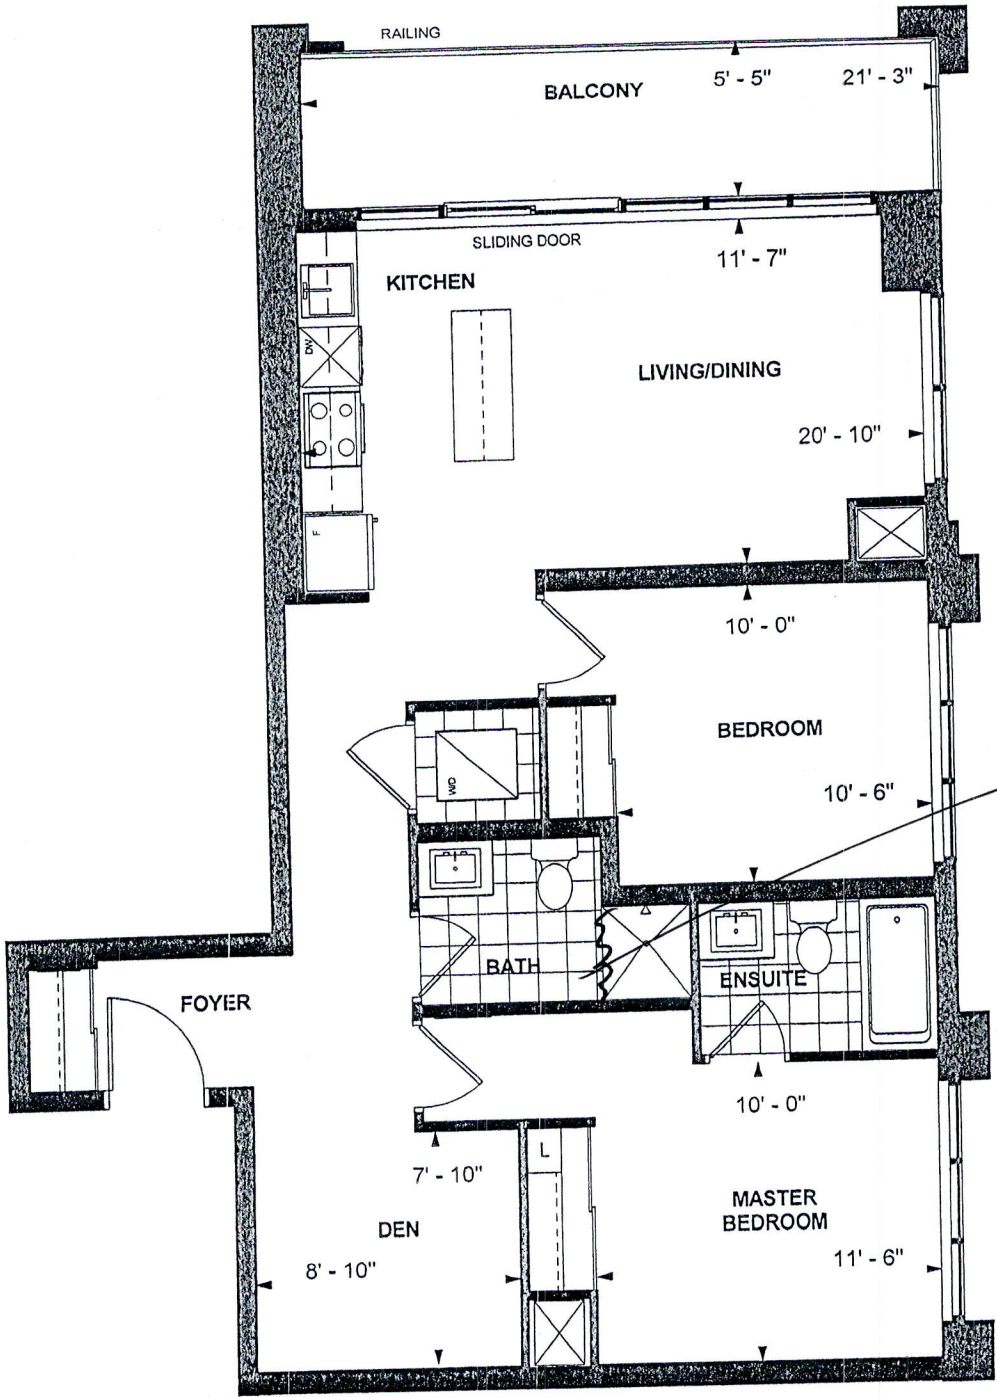 RAILING
BALCONY
5' - 5"
21' - 3"
SLIDING DOOR
11' - 7"
KITCHEN
DW
LIVING/DINING
20' - 10"
F
10' - 0"
BEDROOM
WD
10' - 6"
BATH
ENSUITE
FOYER
10' - 0"
7' - 10"
L
MASTER
BEDROOM
DEN
11' - 6"
8' - 10"